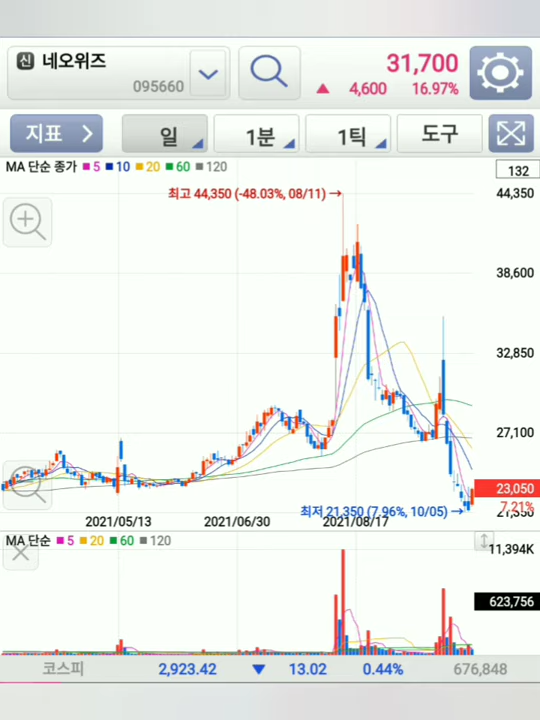 신 네오위즈
095660
31,700
▲ 4,600 16.97%
지표 일 1분 1틱 도구
MA 단순 종가 5 10 20 60 120
132
최고 44,350 (-48.03%, 08/11) →
44,350
38,600
32,850
27,100
23,050
7.21%
21,350
최저 21,350 (7.96%, 10/05) →
2021/05/13 2021/06/30 2021/08/17
MA 단순 5 20 60 120
11,394K
623,756
코스피 2,923.42 ▼ 13.02 0.44% 676,848